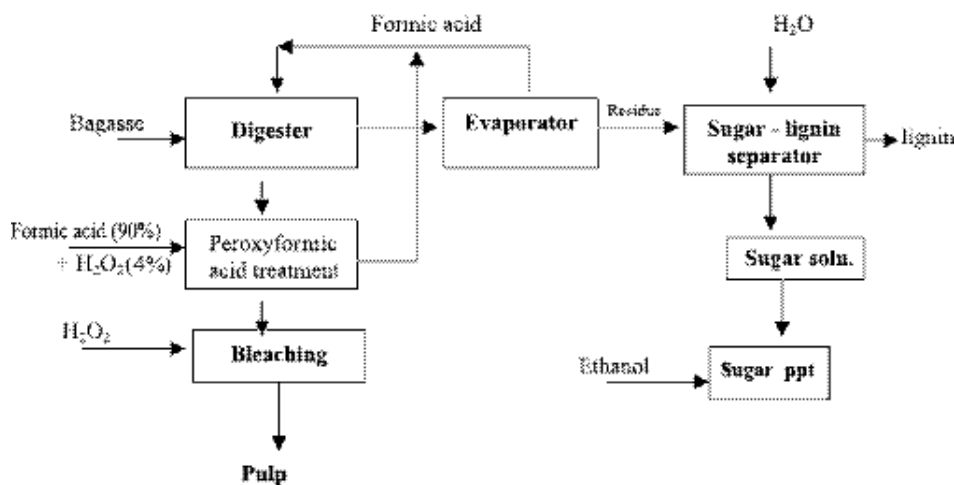 Formic acid
H₂O
Bagasse
Digester
Evaporator
Residue
Sugar - lignin
separator
lignin
Formic acid (90%)
+ H₂O₂(4%)
Peroxyformic
acid treatment
Sugar soln.
H₂O₂
Bleaching
Ethanol
Sugar ppt
Pulp